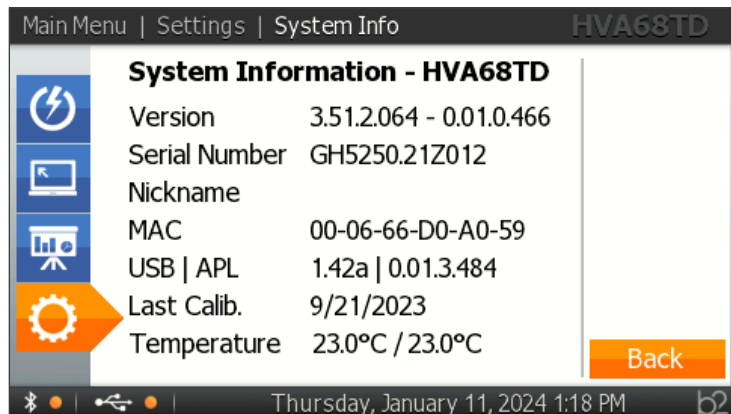 Main Menu | Settings | System Info HVA68TD
System Information - HVA68TD
Version 3.51.2.064 - 0.01.0.466
Serial Number GH5250.21Z012
Nickname
MAC 00-06-66-D0-A0-59
USB | APL 1.42a | 0.01.3.484
Last Calib. 9/21/2023
Temperature 23.0°C / 23.0°C
Back
Thursday, January 11, 2024 1:18 PM b2